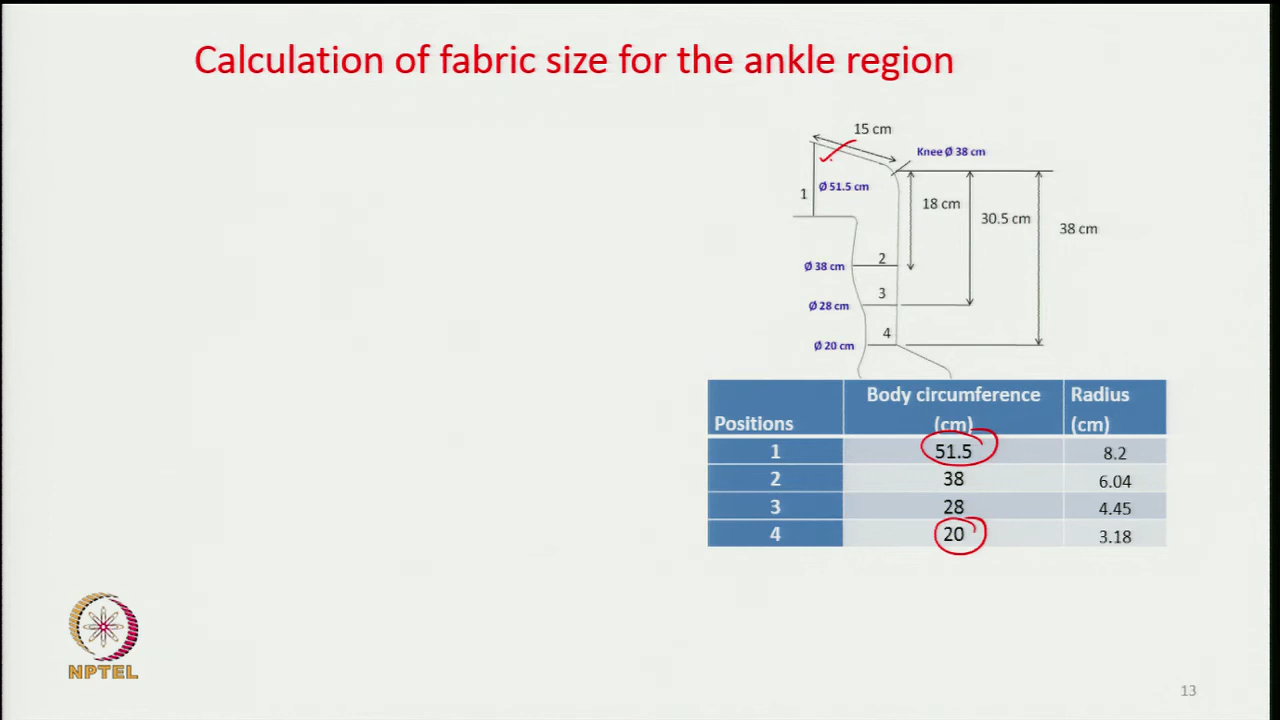 Calculation of fabric size for the ankle region
15 cm
Knee Ø 38 cm
1
Ø 51.5 cm
18 cm
30.5 cm
38 cm
Ø 38 cm
2
Ø 28 cm
3
Ø 20 cm
4
Positions Body circumference (cm) Radius (cm)
1 51.5 8.2
2 38 6.04
3 28 4.45
4 20 3.18
NPTEL
13